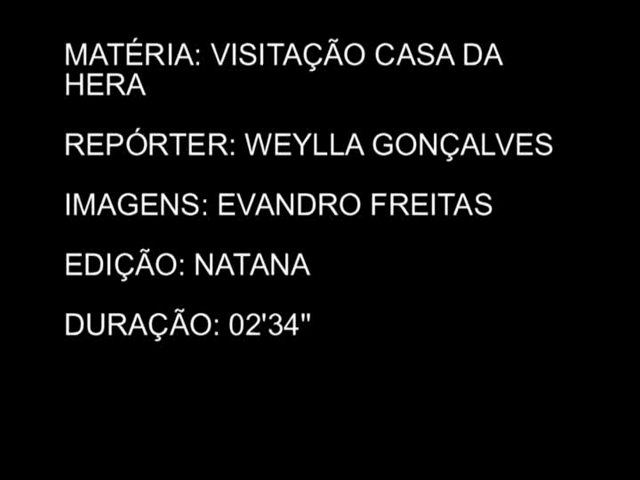 MATÉRIA: VISITAÇÃO CASA DA
HERA
REPÓRTER: WEYLLA GONÇALVES
IMAGENS: EVANDRO FREITAS
EDIÇÃO: NATANA
DURAÇÃO: 02'34"